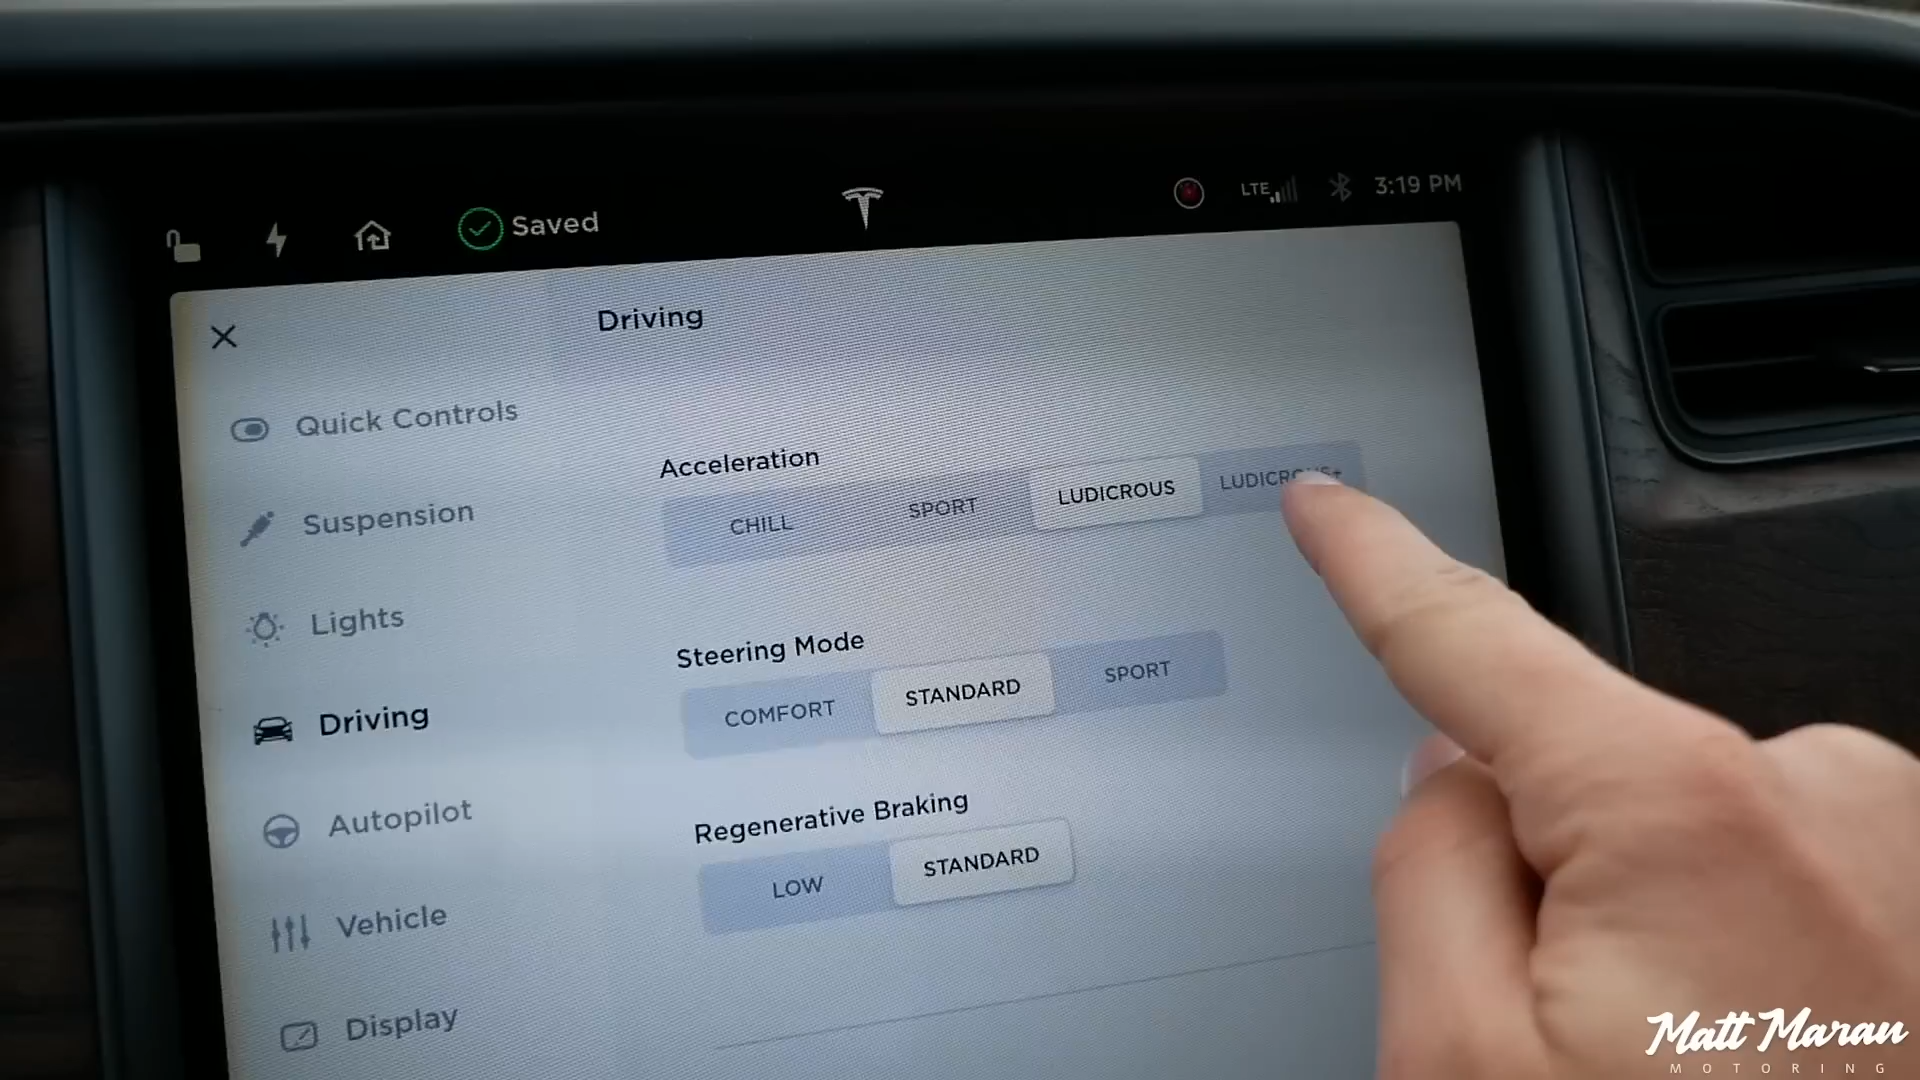 Saved
LTE
3:19 PM
Driving
Quick Controls
Suspension
Lights
Driving
Autopilot
Vehicle
Display
Acceleration
CHILL
SPORT
LUDICROUS
LUDICROUS+
Steering Mode
COMFORT
STANDARD
SPORT
Regenerative Braking
LOW
STANDARD
Matt Maran
MOTORING